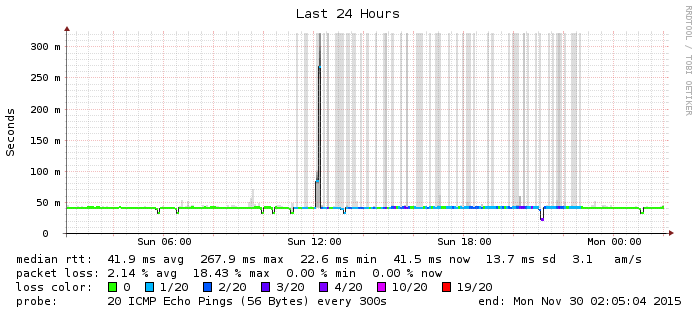 Last 24 Hours
RRDTOOL / TOBI OETIKER
Seconds
300 m
250 m
200 m
150 m
100 m
50 m
0
Sun 06:00 Sun 12:00 Sun 18:00 Mon 00:00
median rtt: 41.9 ms avg 267.9 ms max 22.6 ms min 41.5 ms now 13.7 ms sd 3.1 am/s
packet loss: 2.14 % avg 18.43 % max 0.00 % min 0.00 % now
loss color: 0 1/20 2/20 3/20 4/20 10/20 19/20
probe: 20 ICMP Echo Pings (56 Bytes) every 300s end: Mon Nov 30 02:05:04 2015